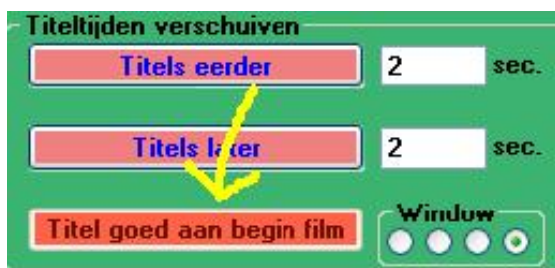 Titeltijden verschuiven
Titels eerder 2 sec.
Titels later 2 sec.
Titel goed aan begin film
Window